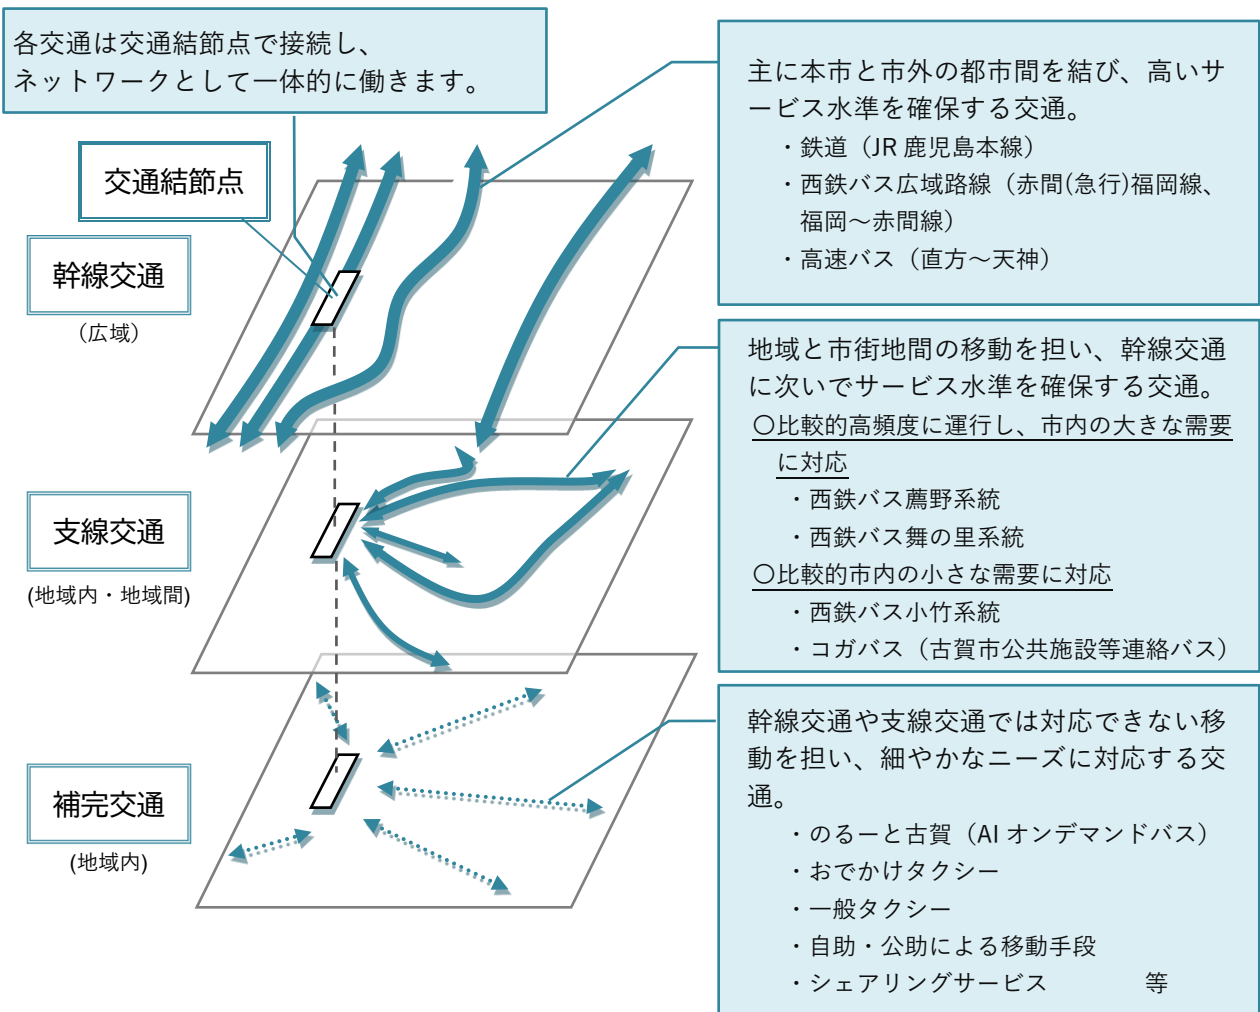 各交通は交通結節点で接続し、
ネットワークとして一体的に働きます。
交通結節点
幹線交通
（広域）
主に本市と市外の都市間を結び、高いサ
ービス水準を確保する交通。
・鉄道（JR 鹿児島本線）
・西鉄バス広域路線（赤間(急行)福岡線、
福岡～赤間線）
・高速バス（直方～天神）
支線交通
(地域内・地域間)
地域と市街地間の移動を担い、幹線交通
に次いでサービス水準を確保する交通。
〇比較的高頻度に運行し、市内の大きな需要
に対応
・西鉄バス薦野系統
・西鉄バス舞の里系統
〇比較的市内の小さな需要に対応
・西鉄バス小竹系統
・コガバス（古賀市公共施設等連絡バス）
補完交通
(地域内)
幹線交通や支線交通では対応できない移
動を担い、細やかなニーズに対応する交
通。
・のるーと古賀（AI オンデマンドバス）
・おでかけタクシー
・一般タクシー
・自助・公助による移動手段
・シェアリングサービス　　　　等